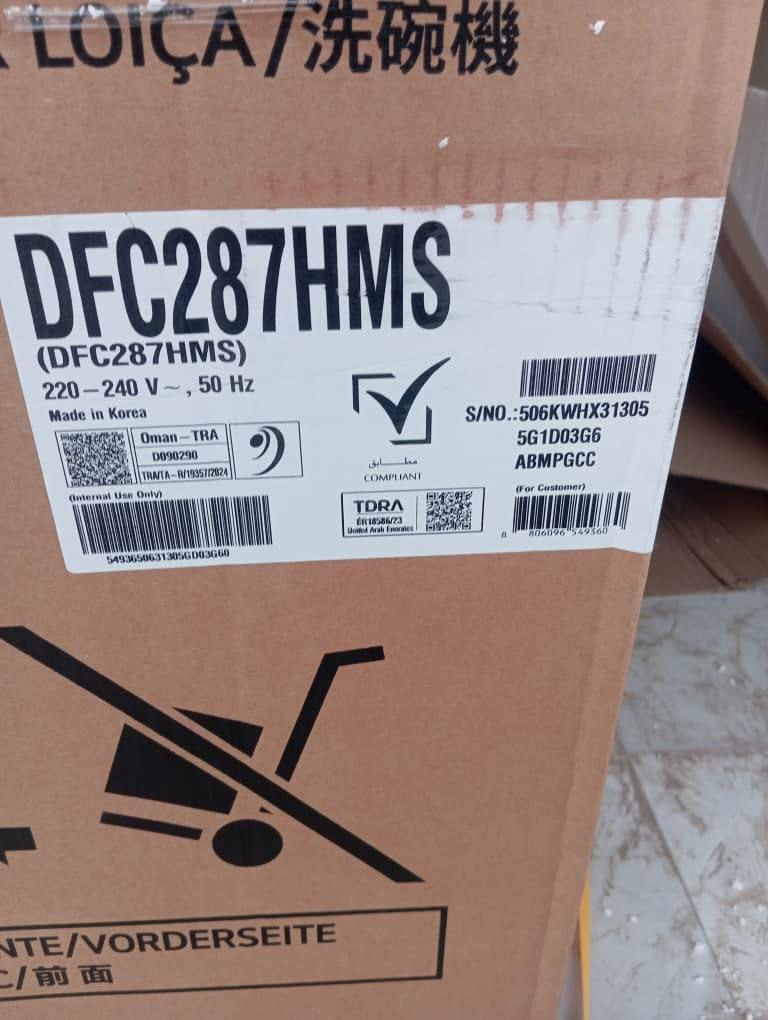 LOIÇA/洗碗機
DFC287HMS
(DFC287HMS)
220-240 V~, 50 Hz
Made in Korea
Oman-TRA
D090290
TRA/TA-R/19357/2024
مطابق
COMPLIANT
TDRA
ER18586/23
United Arab Emirates
S/NO.:506KWHX31305
5G1D03G6
ABMPGCC
(Internal Use Only)
5493650631305GD03G60
(For Customer)
8 806096 549360
NTE/VORDERSEITE
C/前面